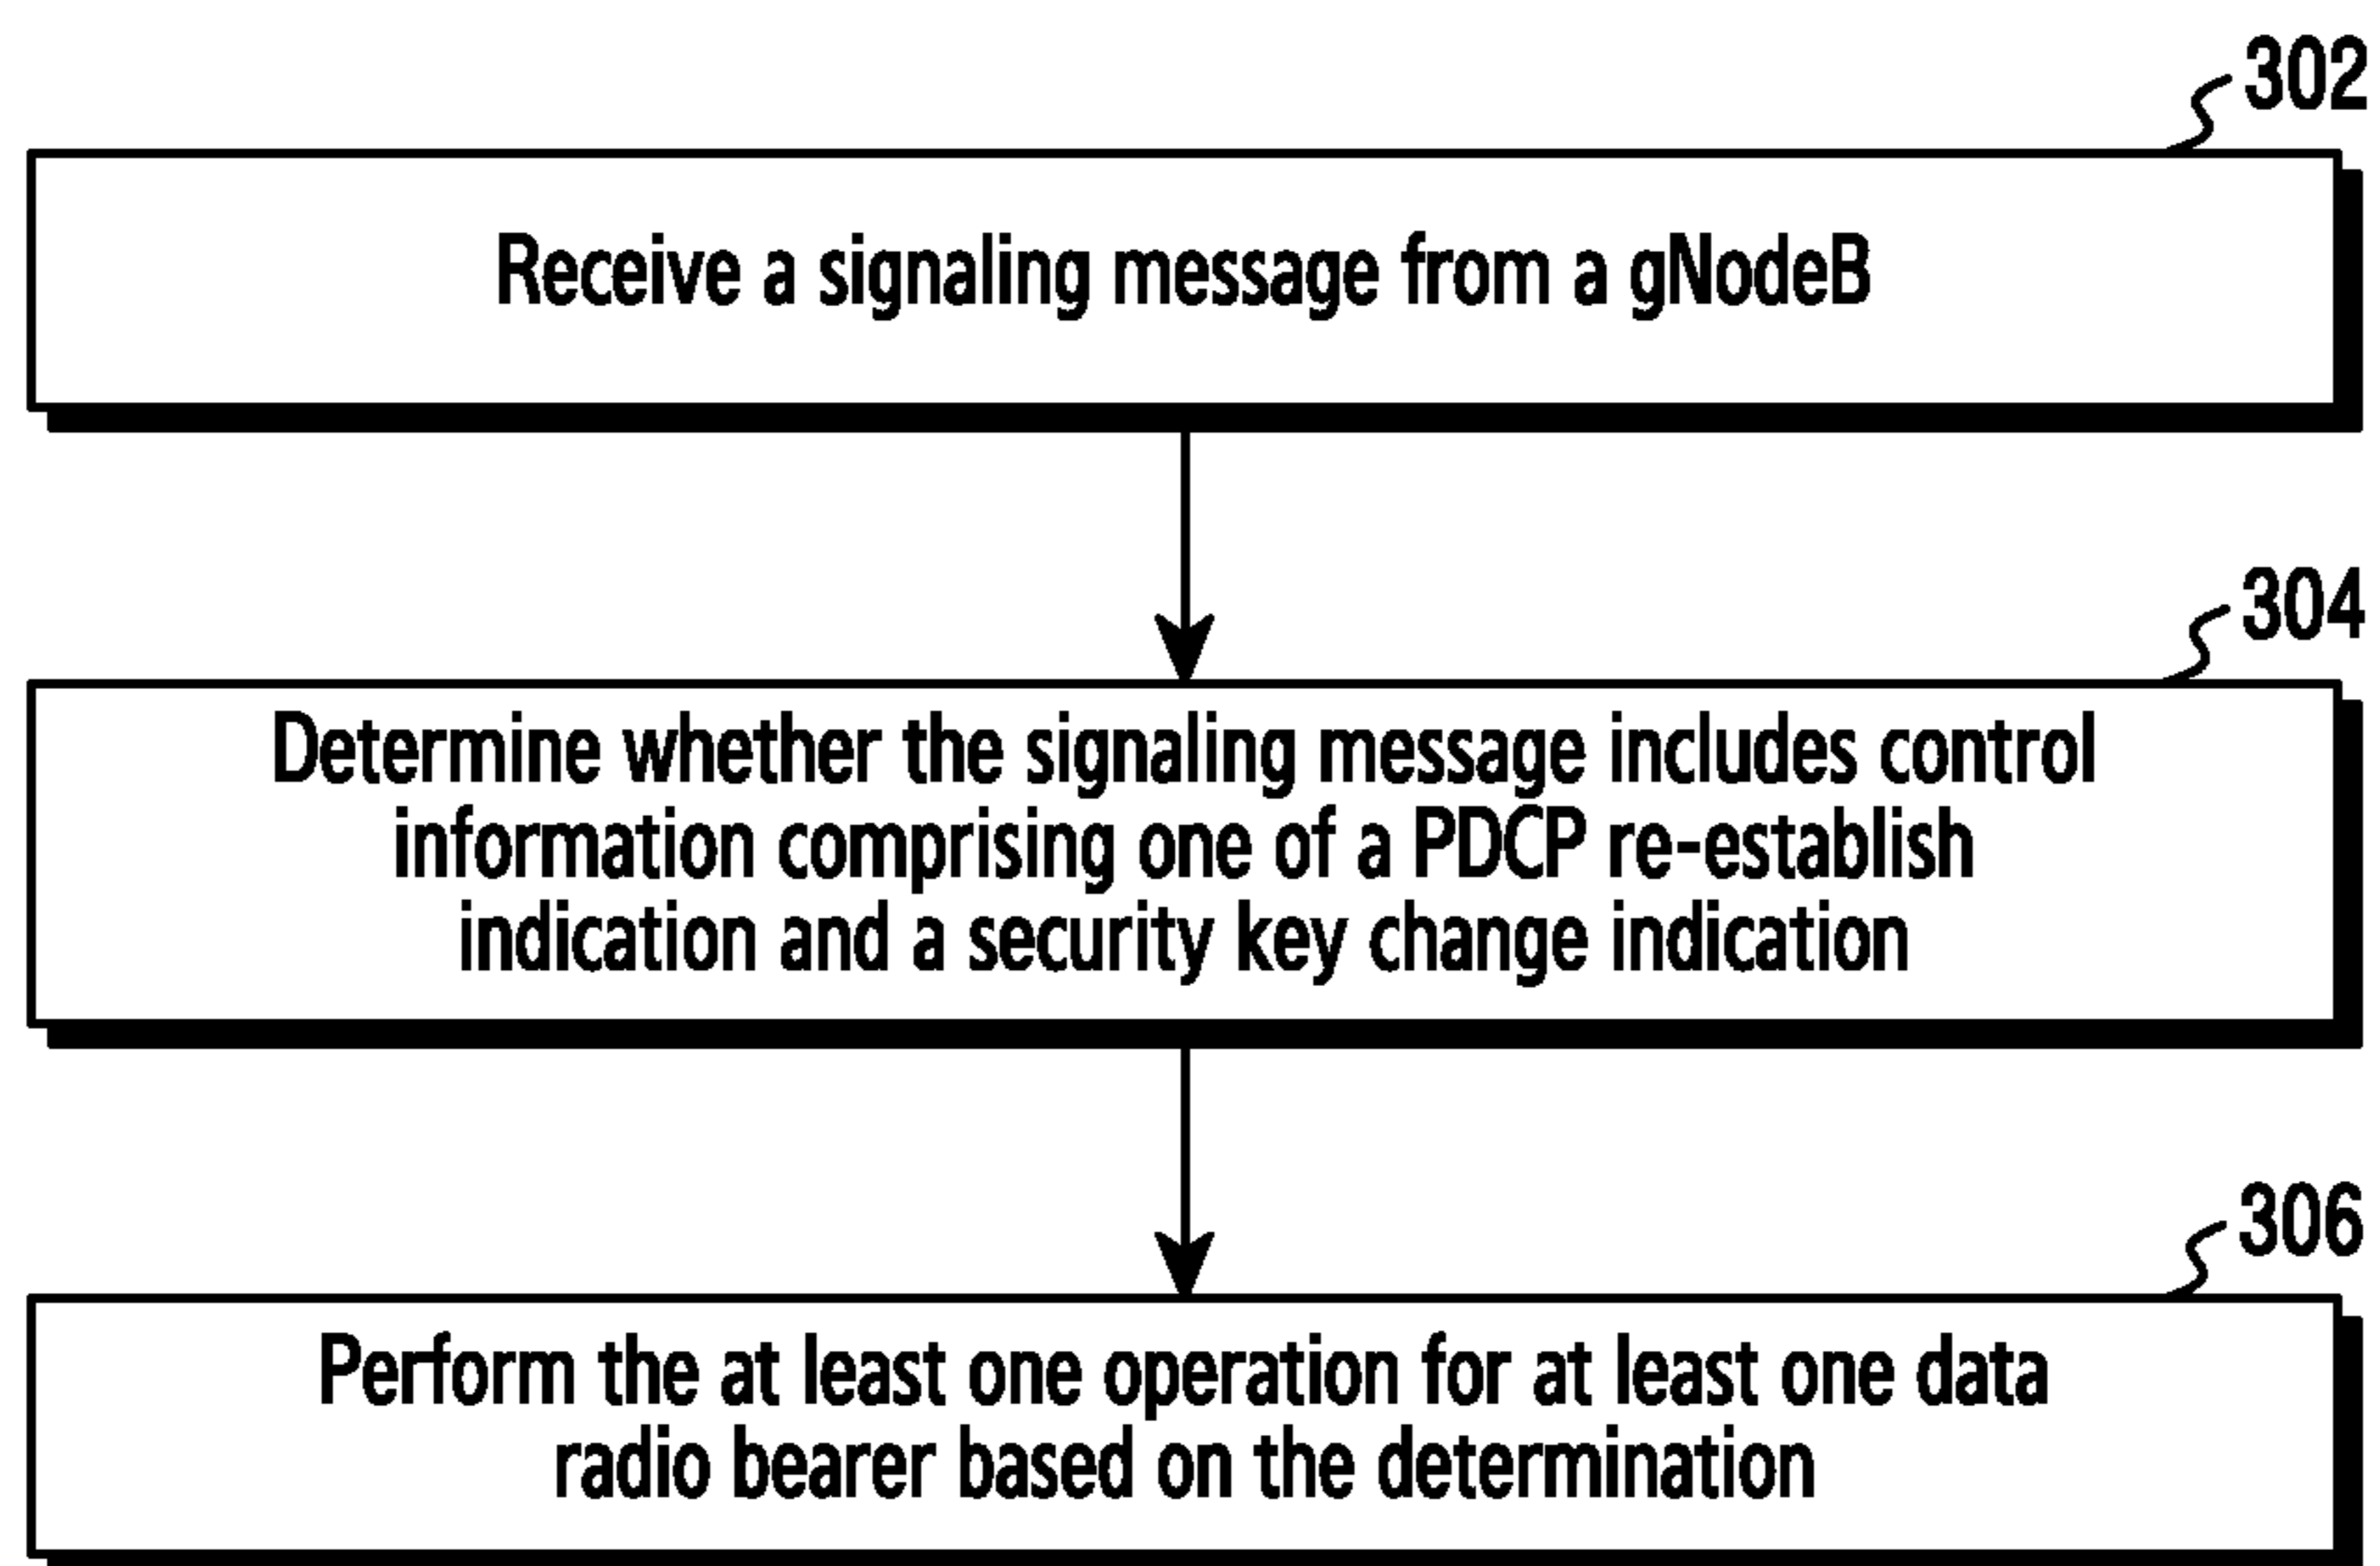 302
Receive a signaling message from a gNodeB
304
Determine whether the signaling message includes control
information comprising one of a PDCP re-establish
indication and a security key change indication
306
Perform the at least one operation for at least one data
radio bearer based on the determination